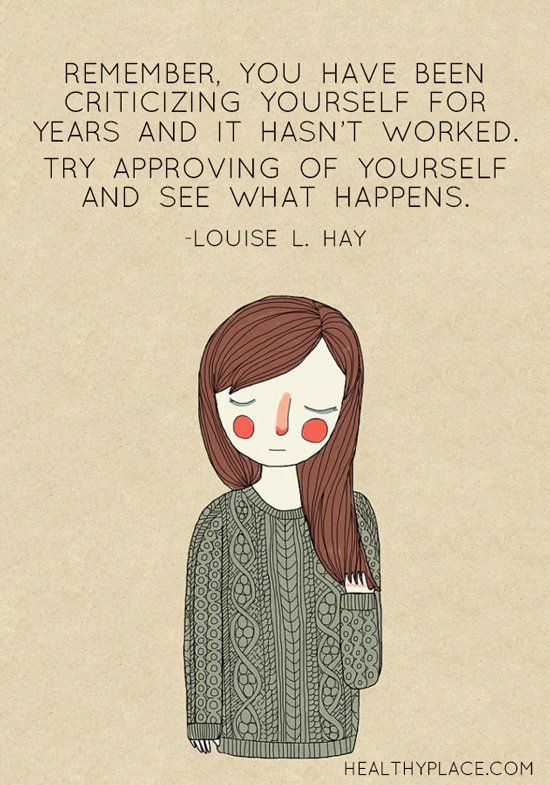 REMEMBER, YOU HAVE BEEN
CRITICIZING YOURSELF FOR
YEARS AND IT HASN'T WORKED.
TRY APPROVING OF YOURSELF
AND SEE WHAT HAPPENS.
-LOUISE L. HAY
HEALTHYPLACE.COM